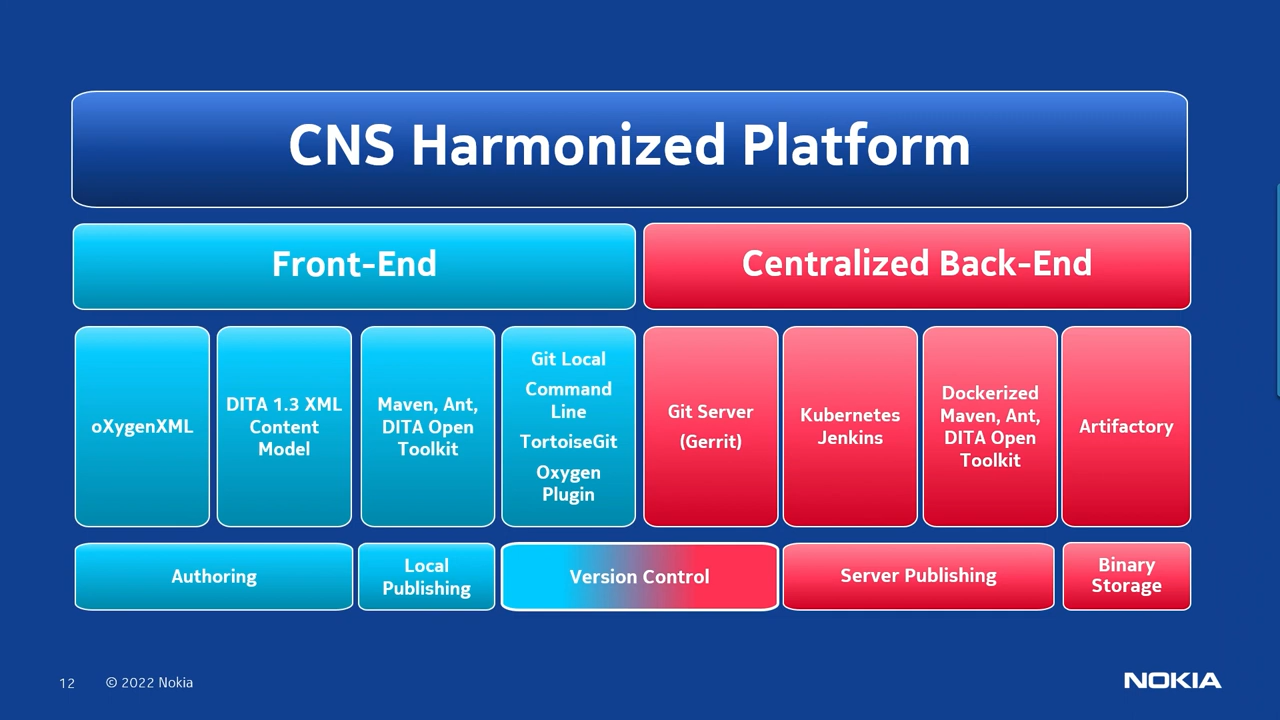 CNS Harmonized Platform
Front-End
Centralized Back-End
oXygenXML
DITA 1.3 XML
Content
Model
Maven, Ant,
DITA Open
Toolkit
Git Local
Command
Line
TortoiseGit
Oxygen
Plugin
Git Server
(Gerrit)
Kubernetes
Jenkins
Dockerized
Maven, Ant,
DITA Open
Toolkit
Artifactory
Authoring
Local
Publishing
Version Control
Server Publishing
Binary
Storage
12
© 2022 Nokia
NOKIA